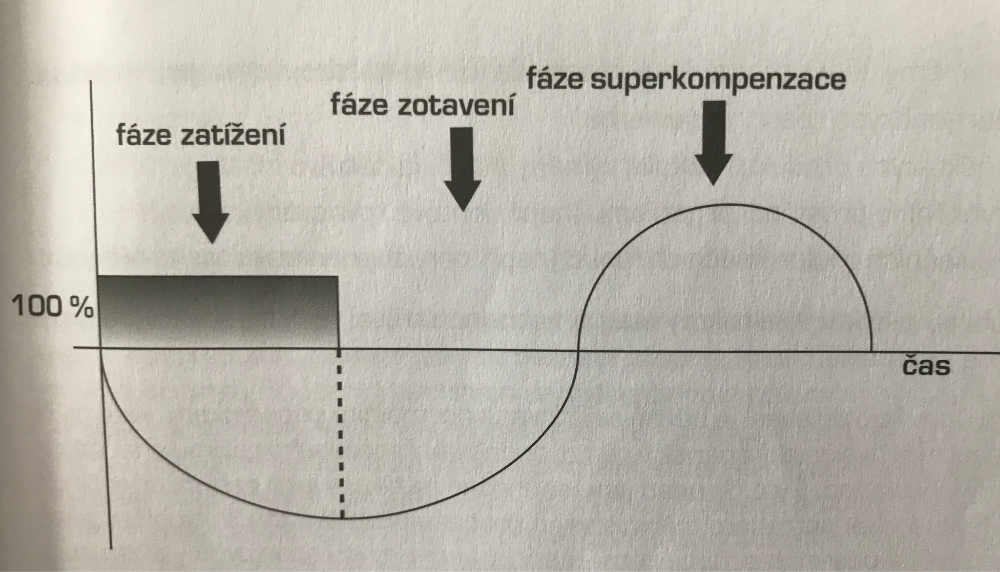 fáze superkompenzace
fáze zotavení
fáze zatížení
100 %
čas